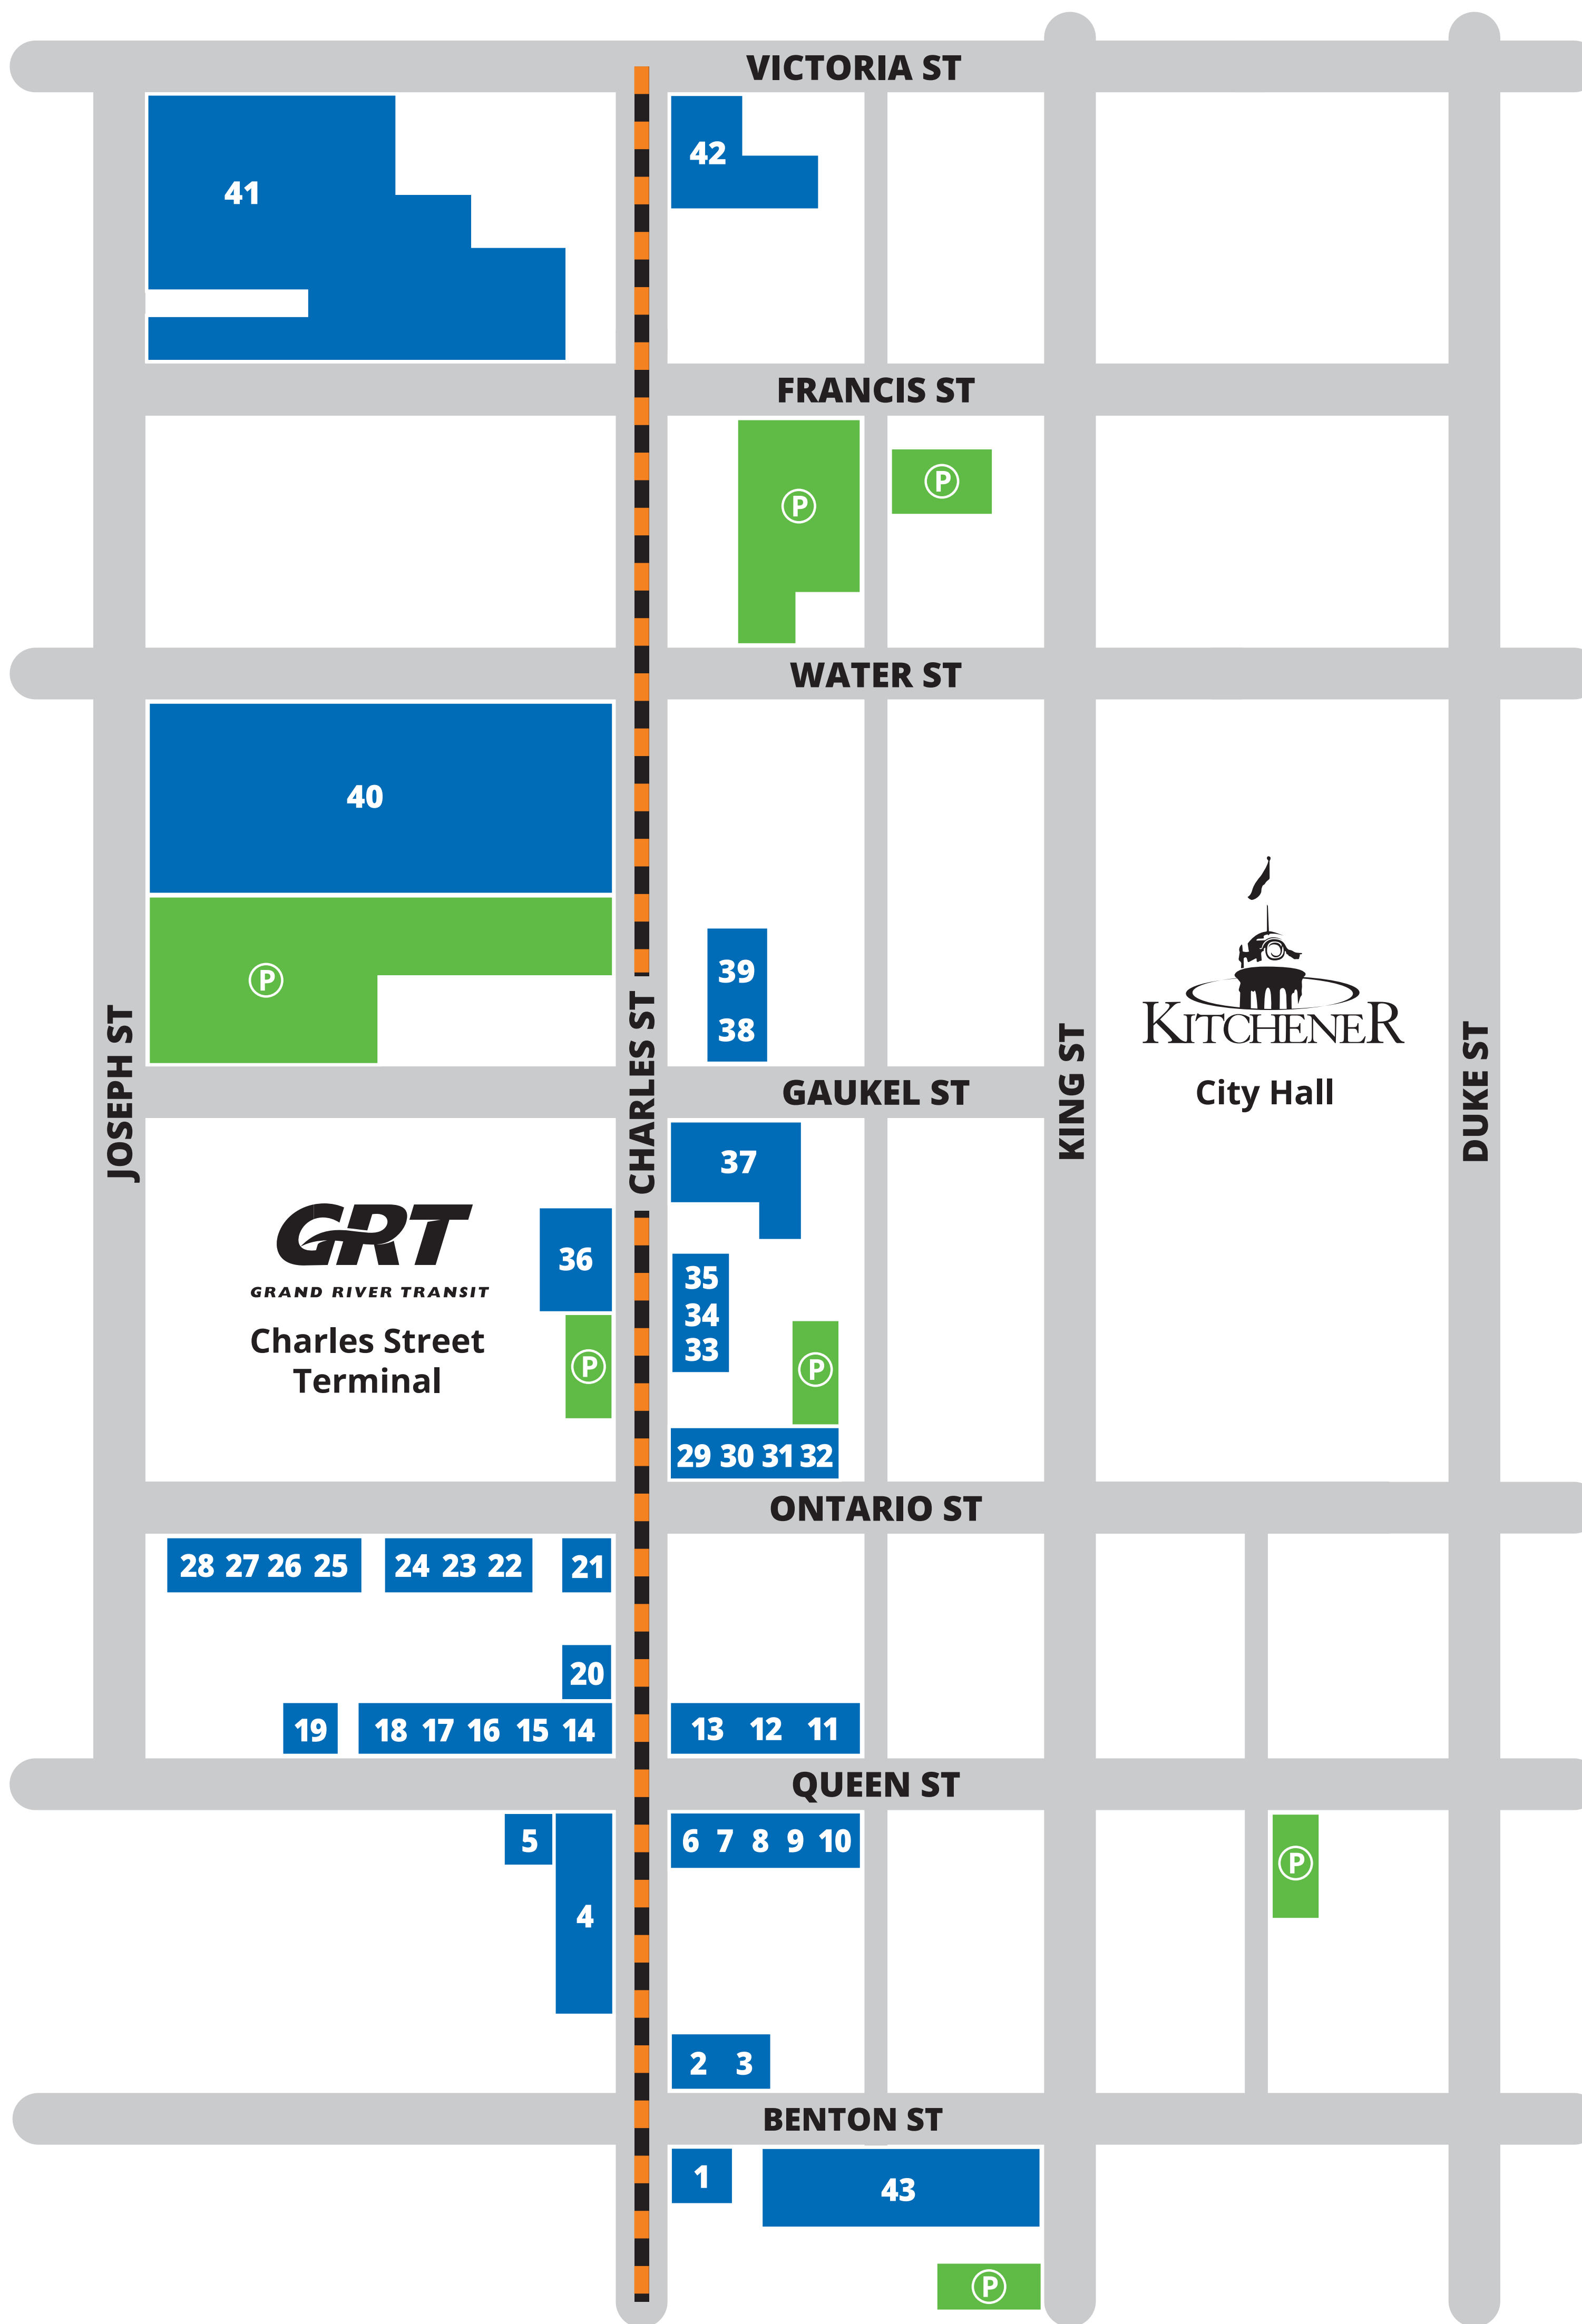 VICTORIA ST
41
42
FRANCIS ST
P
P
WATER ST
40
P
39
38
JOSEPH ST
CHARLES ST
KING ST
DUKE ST
KITCHENER
City Hall
GAUKEL ST
37
GRT
GRAND RIVER TRANSIT
Charles Street
Terminal
36
P
35
34
33
P
29 30 31 32
ONTARIO ST
28 27 26 25
24 23 22
21
20
19
18 17 16 15 14
13 12 11
QUEEN ST
5
4
6 7 8 9 10
P
2 3
BENTON ST
1
43
P